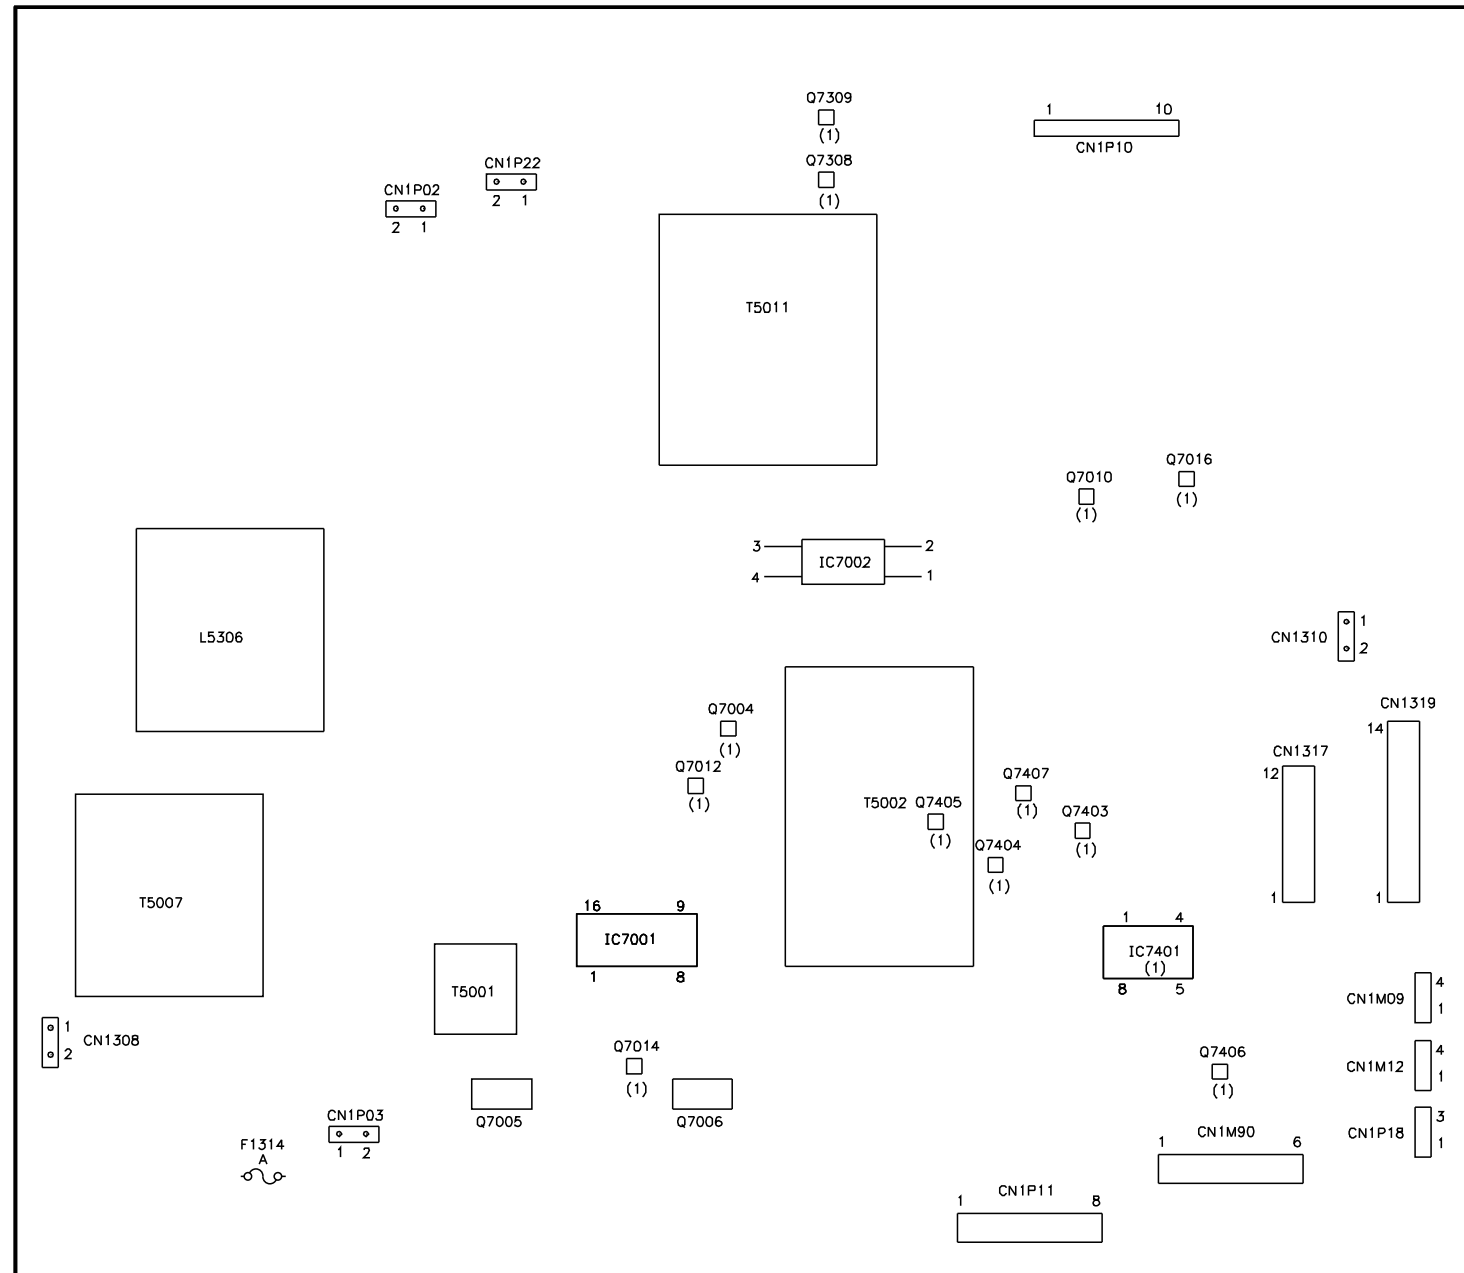 Q7309
(1)
1 10
CN1P10
Q7308
(1)
CN1P22
2 1
CN1P02
2 1
T5011
Q7016
(1)
Q7010
(1)
3 IC7002 2
4 1
L5306
CN1310 1
2
CN1319
14
1
CN1317
12
1
Q7004
(1)
Q7012
(1)
T5002
Q7405
(1)
Q7407
(1)
Q7403
(1)
Q7404
(1)
T5007
16 9
IC7001
1 8
1 4
IC7401
(1)
8 5
T5001
CN1M09 4
1
1
2
CN1308
Q7014
(1)
Q7406
(1)
CN1M12 4
1
Q7005
Q7006
CN1P03
1 2
CN1P18 3
1
F1314
A
CN1M90
1 6
CN1P11
1 8